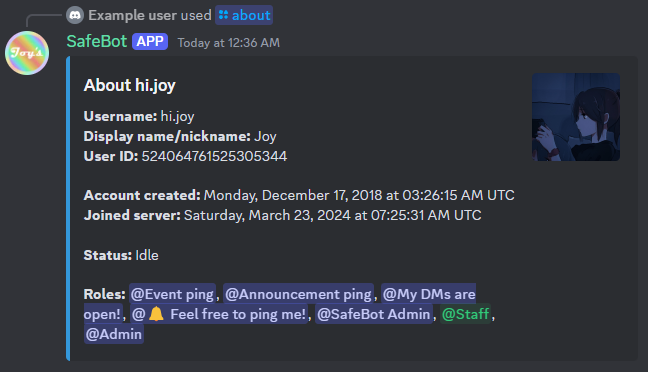 Example user used about
SafeBot APP Today at 12:36 AM
Joy's
About hi.joy
Username: hi.joy
Display name/nickname: Joy
User ID: 524064761525305344
Account created: Monday, December 17, 2018 at 03:26:15 AM UTC
Joined server: Saturday, March 23, 2024 at 07:25:31 AM UTC
Status: Idle
Roles: @Event ping, @Announcement ping, @My DMs are
open!, @🔔 Feel free to ping me!, @SafeBot Admin, @Staff,
@Admin